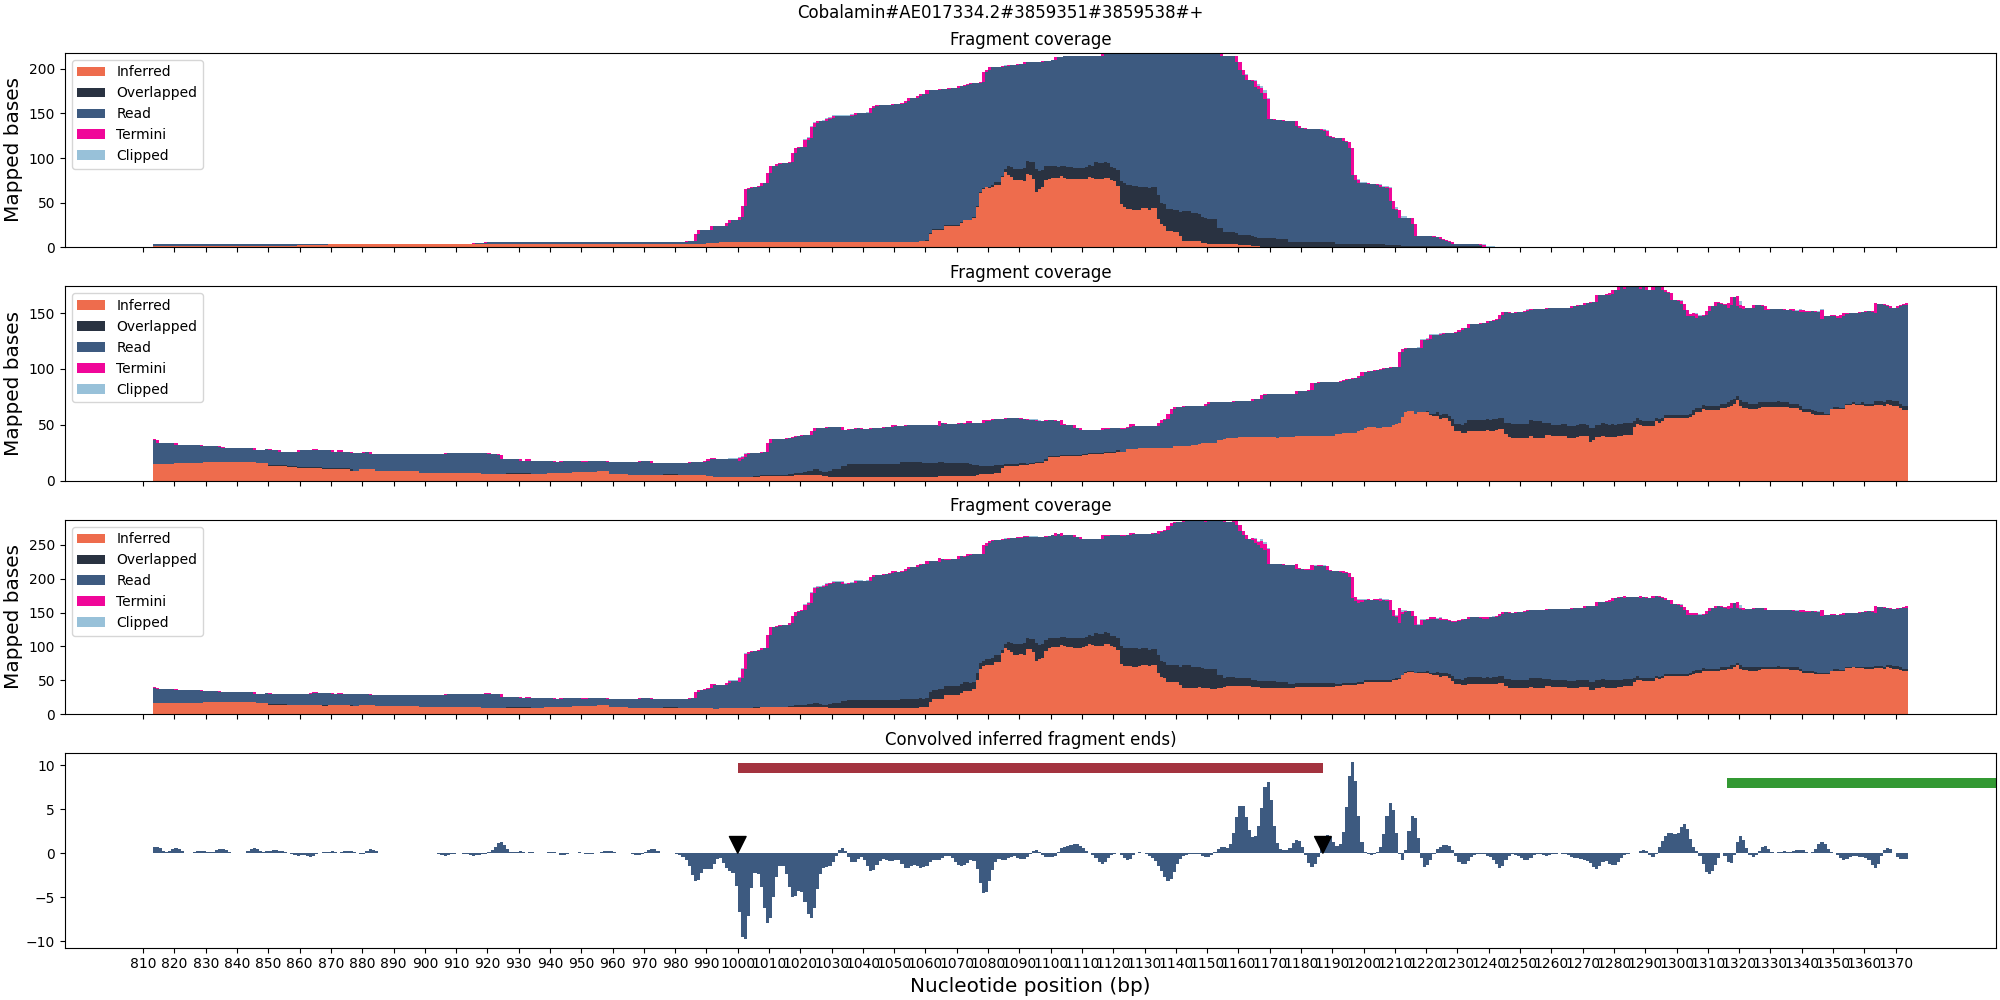 Cobalamin#AE017334.2#3859351#3859538#+
Fragment coverage
Mapped bases
200
150
100
50
0
Inferred
Overlapped
Read
Termini
Clipped
Fragment coverage
Mapped bases
150
100
50
0
Inferred
Overlapped
Read
Termini
Clipped
Fragment coverage
Mapped bases
250
200
150
100
50
0
Inferred
Overlapped
Read
Termini
Clipped
Convolved inferred fragment ends)
10
5
0
−5
−10
810 820 830 840 850 860 870 880 890 900 910 920 930 940 950 960 970 980 990 1000 1010 1020 1030 1040 1050 1060 1070 1080 1090 1100 1110 1120 1130 1140 1150 1160 1170 1180 1190 1200 1210 1220 1230 1240 1250 1260 1270 1280 1290 1300 1310 1320 1330 1340 1350 1360 1370
Nucleotide position (bp)